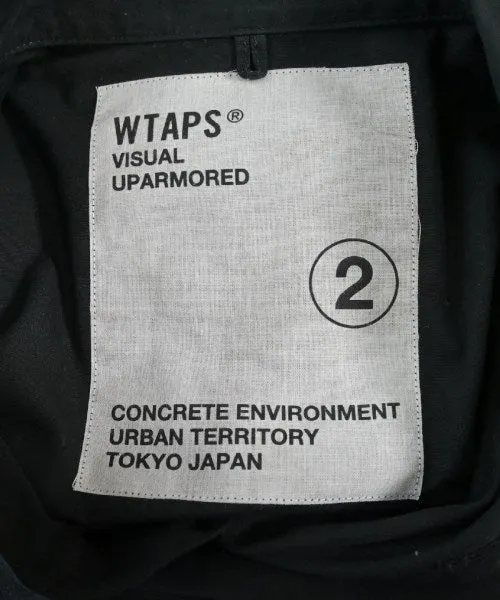 WTAPS®
VISUAL
UPARMORED
2
CONCRETE ENVIRONMENT
URBAN TERRITORY
TOKYO JAPAN